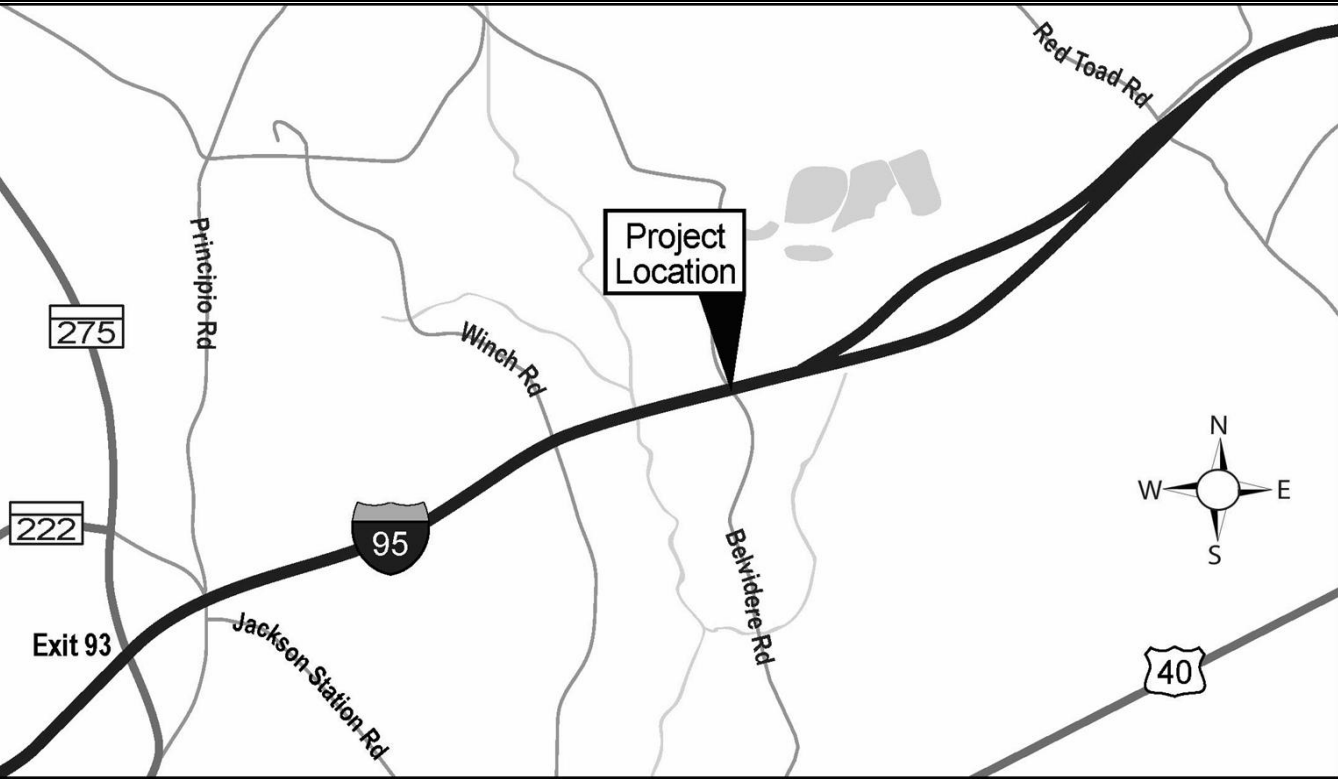 Red Toad Rd
Principio Rd
Project
Location
275
Winch Rd
N
W
E
S
222
95
Belvidere Rd
Exit 93
Jackson Station Rd
40